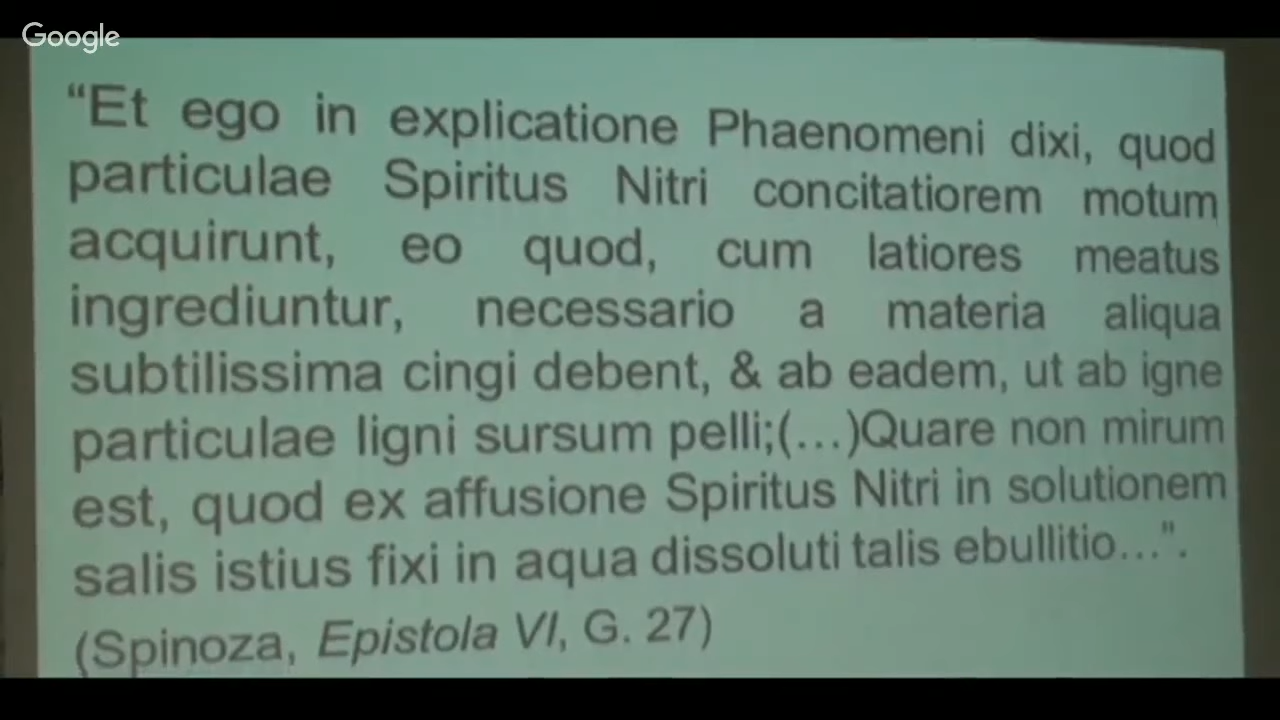 Google
“Et ego in explicatione Phaenomeni dixi, quod
particulae Spiritus Nitri concitatiorem motum
acquirunt, eo quod, cum latiores meatus
ingrediuntur, necessario a materia aliqua
subtilissima cingi debent, & ab eadem, ut ab igne
particulae ligni sursum pelli;(...)Quare non mirum
est, quod ex affusione Spiritus Nitri in solutionem
salis istius fixi in aqua dissoluti talis ebullitio...”.
(Spinoza, Epistola VI, G. 27)